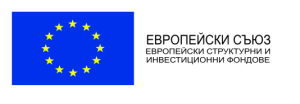 ЕВРОПЕЙСКИ СЪЮЗ
ЕВРОПЕЙСКИ СТРУКТУРНИ И
ИНВЕСТИЦИОННИ ФОНДОВЕ